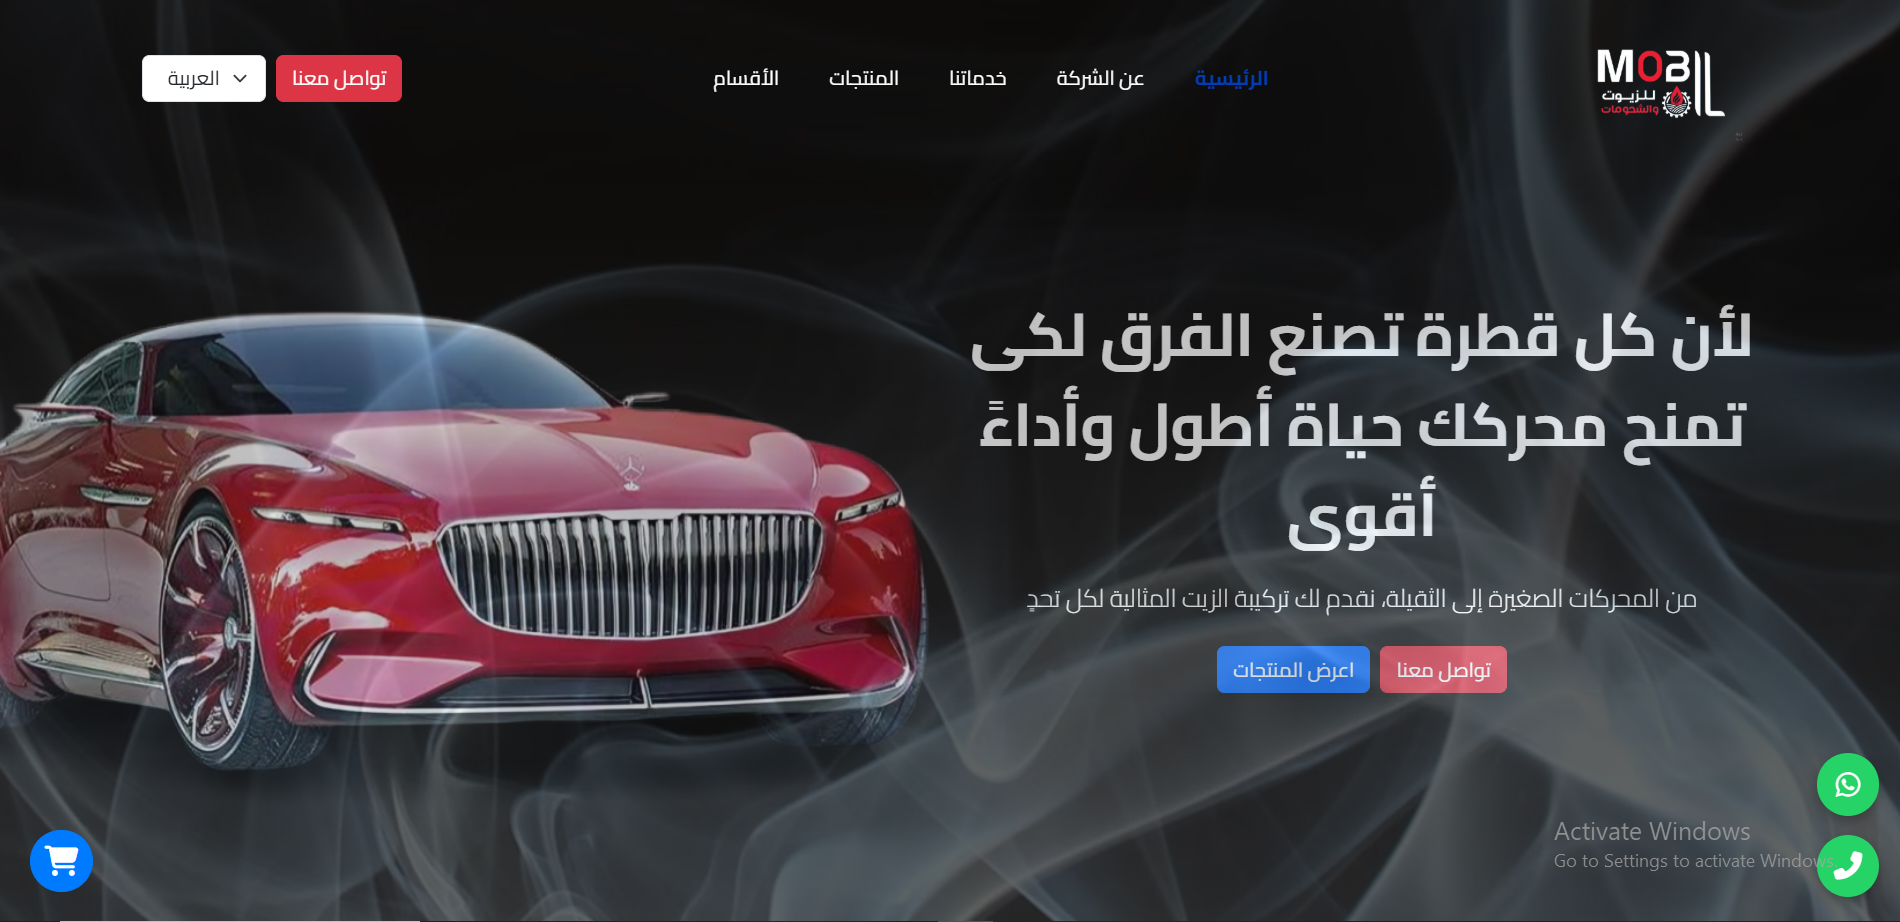 MOBIL
للزيوت
والشحومات
الرئيسية
عن الشركة
خدماتنا
المنتجات
الأقسام
تواصل معنا
العربية
لأن كل قطرة تصنع الفرق لكى
تمنح محركك حياة أطول وأداءً
أقوى
من المحركات الصغيرة إلى الثقيلة، نقدم لك تركيبة الزيت المثالية لكل تحدٍ
تواصل معنا
اعرض المنتجات
Activate Windows
Go to Settings to activate Windows.